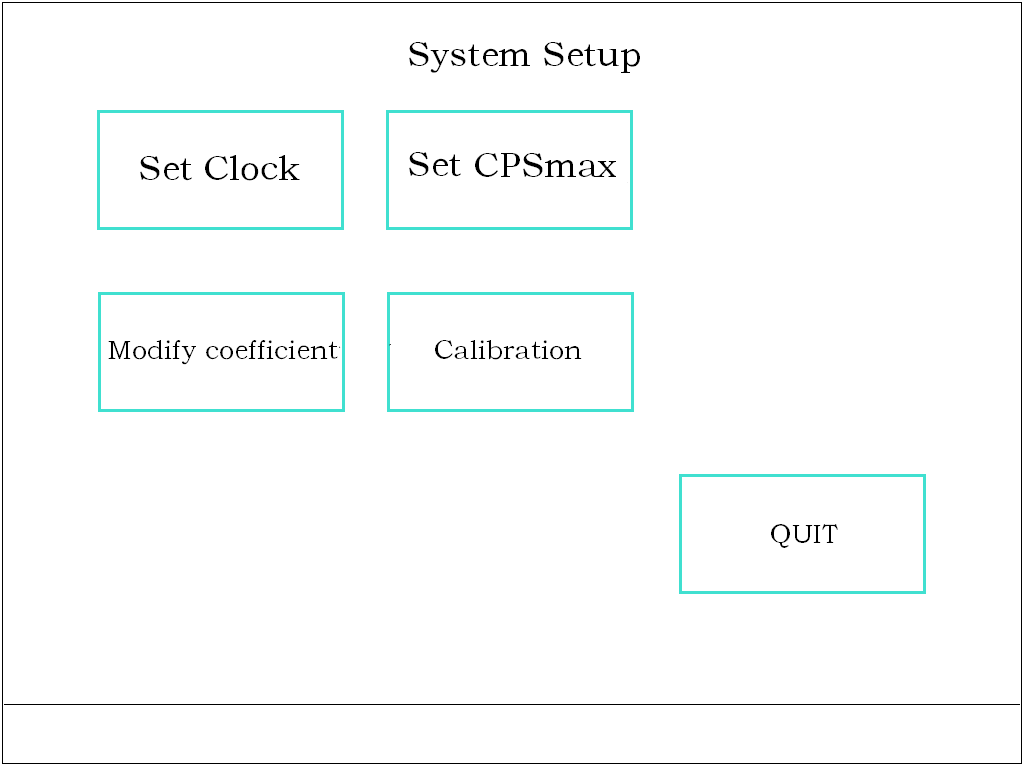 System Setup
Set Clock
Set CPSmax
Modify coefficient
Calibration
QUIT